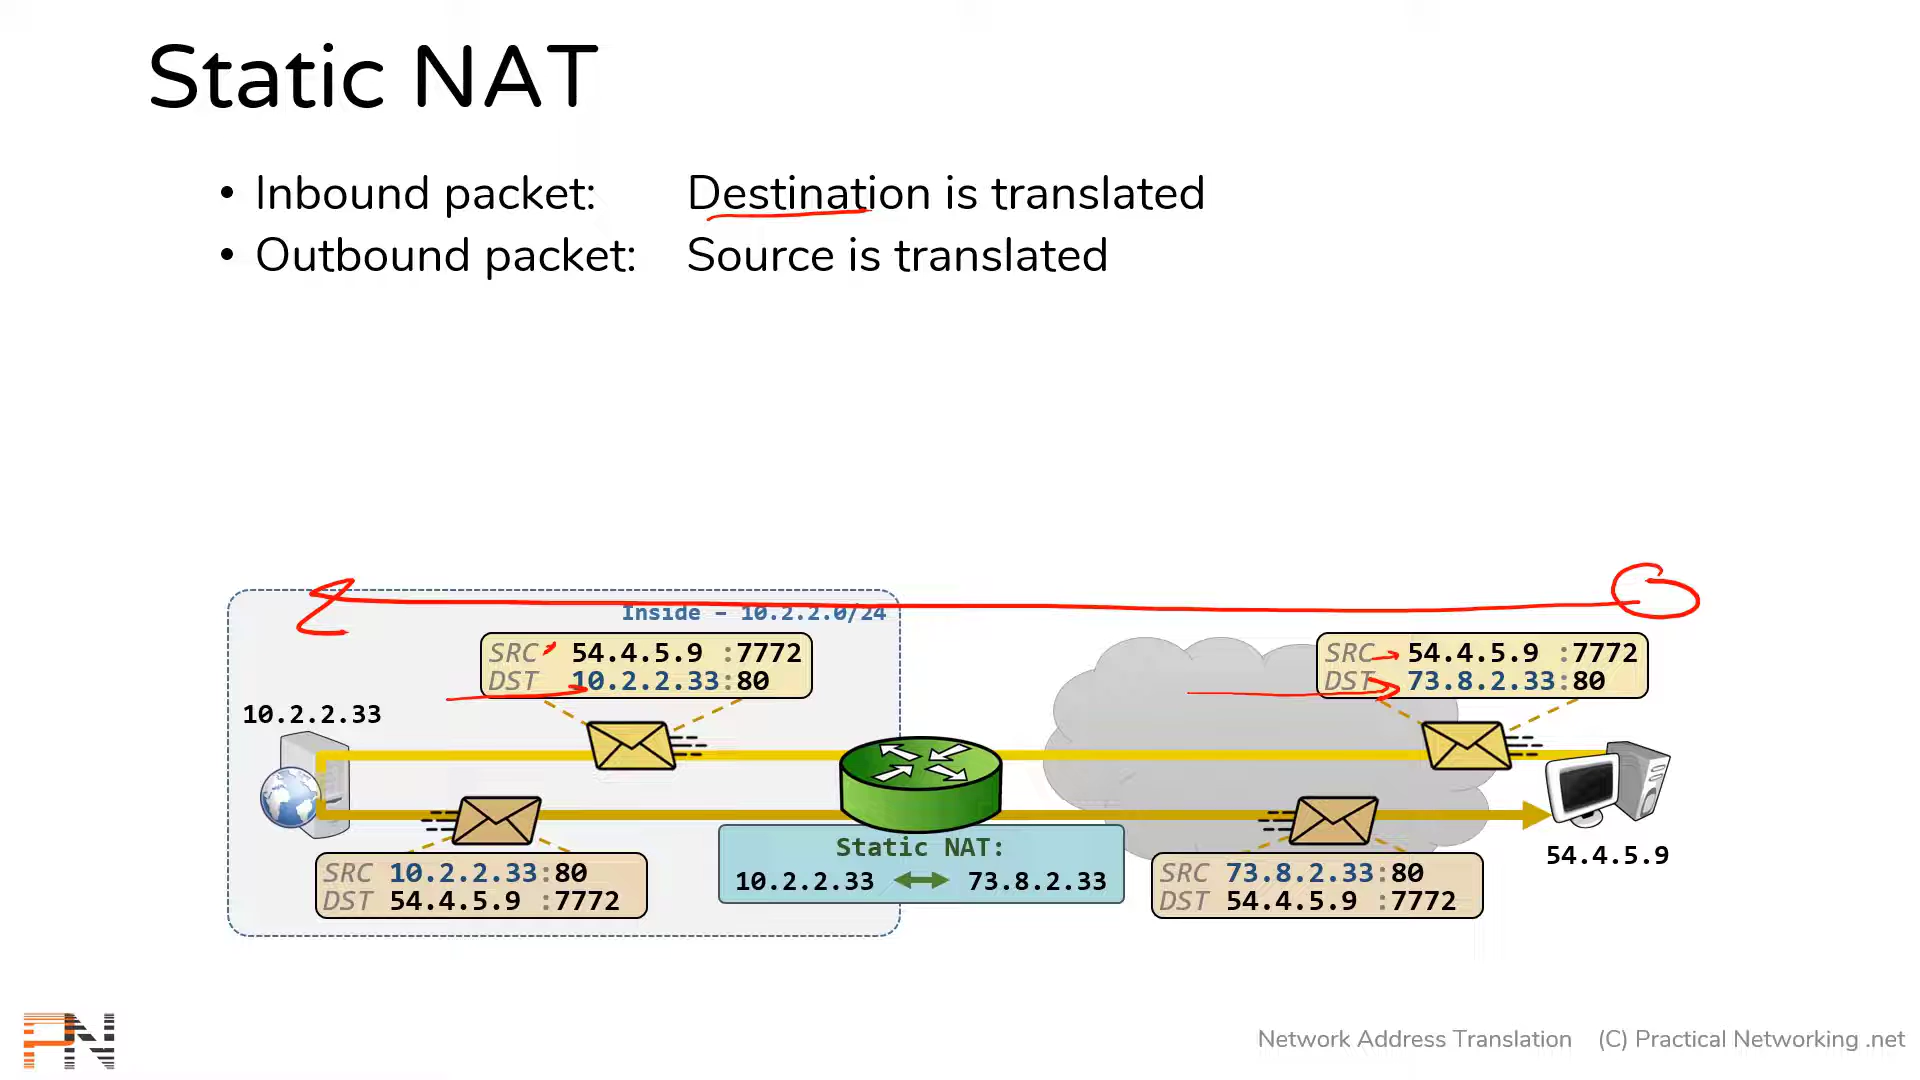 Static NAT
• Inbound packet: Destination is translated
• Outbound packet: Source is translated
Inside – 10.2.2.0/24
SRC 54.4.5.9 :7772
DST 10.2.2.33:80
SRC 54.4.5.9 :7772
DST 73.8.2.33:80
10.2.2.33
54.4.5.9
Static NAT:
10.2.2.33 73.8.2.33
SRC 10.2.2.33:80
DST 54.4.5.9 :7772
SRC 73.8.2.33:80
DST 54.4.5.9 :7772
PN
Network Address Translation (C) Practical Networking .net